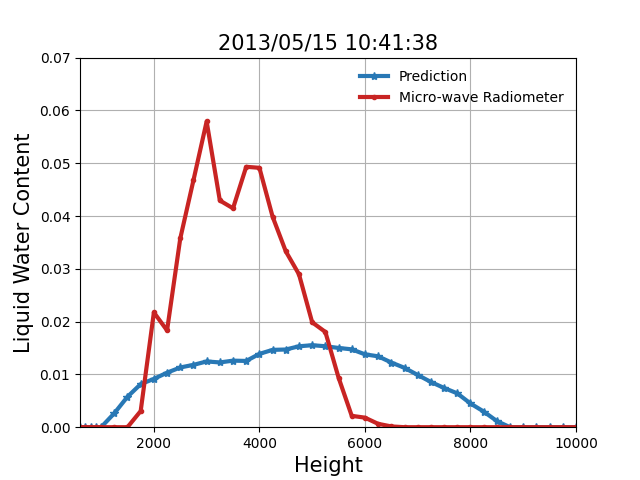 2013/05/15 10:41:38
0.07
0.06
0.05
0.04
0.03
0.02
0.01
0.00
Liquid Water Content
Prediction
Micro-wave Radiometer
2000 4000 6000 8000 10000
Height